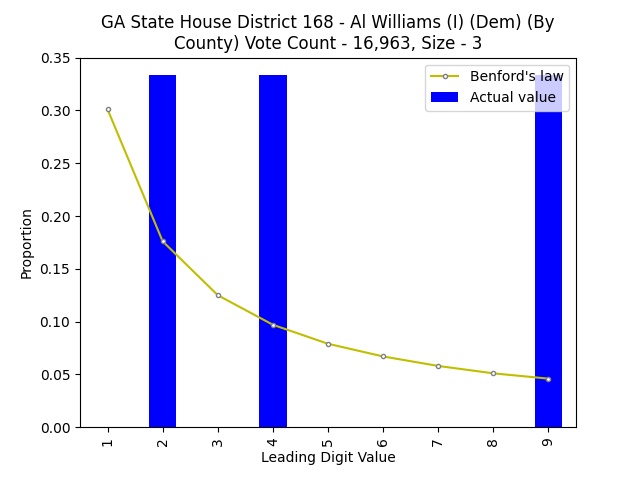 GA State House District 168 - Al Williams (I) (Dem) (By
County) Vote Count - 16,963, Size - 3
Benford's law
Actual value
0.35
0.30
0.25
0.20
0.15
0.10
0.05
0.00
Proportion
1 2 3 4 5 6 7 8 9
Leading Digit Value